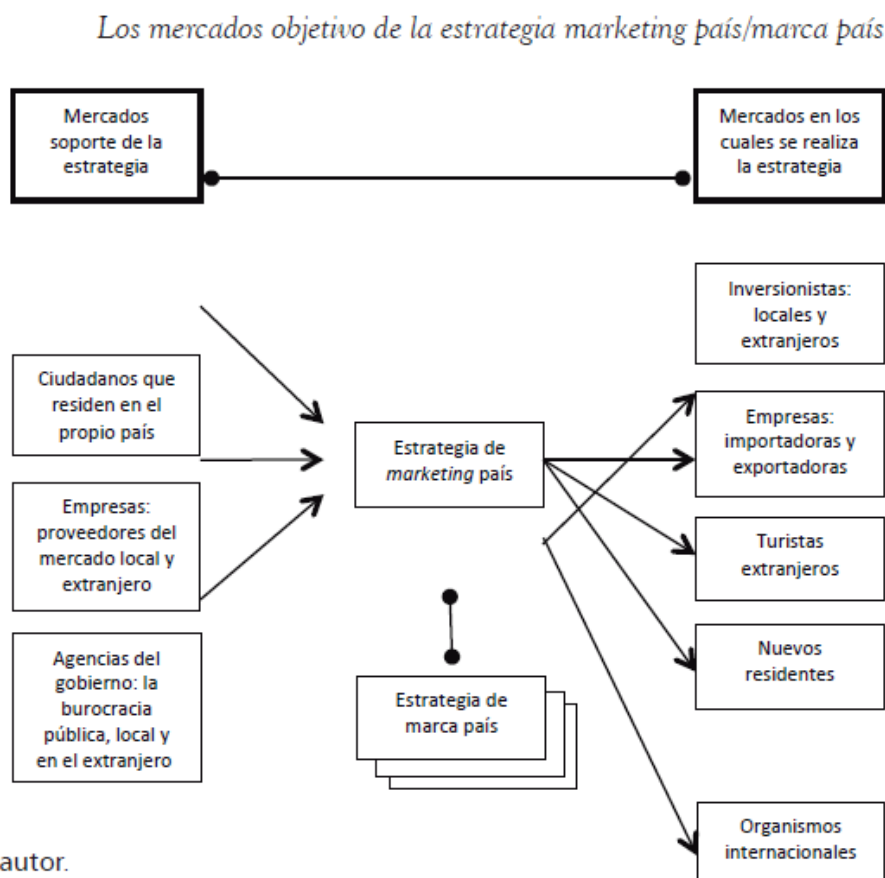 Los mercados objetivo de la estrategia marketing país/marca país
Mercados
soporte de la
estrategia
Mercados en los
cuales se realiza
la estrategia
Ciudadanos que
residen en el
propio país
Empresas:
proveedores del
mercado local y
extranjero
Agencias del
gobierno: la
burocracia
pública, local y
en el extranjero
Estrategia de
marketing país
Estrategia de
marca país
Inversionistas:
locales y
extranjeros
Empresas:
importadoras y
exportadoras
Turistas
extranjeros
Nuevos
residentes
Organismos
internacionales
autor.